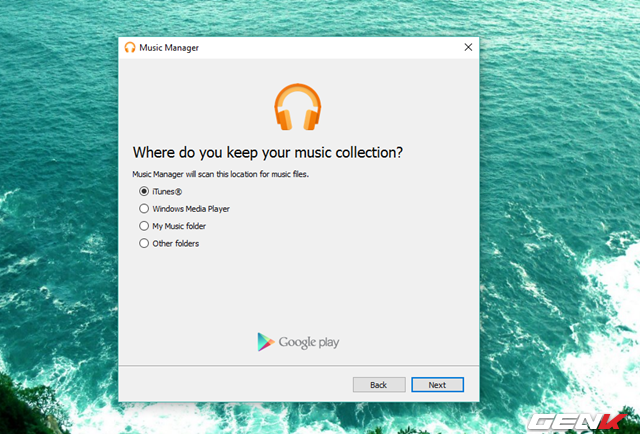 Music Manager
Where do you keep your music collection?
Music Manager will scan this location for music files.
iTunes®
Windows Media Player
My Music folder
Other folders
Google play
Back
Next
GENK